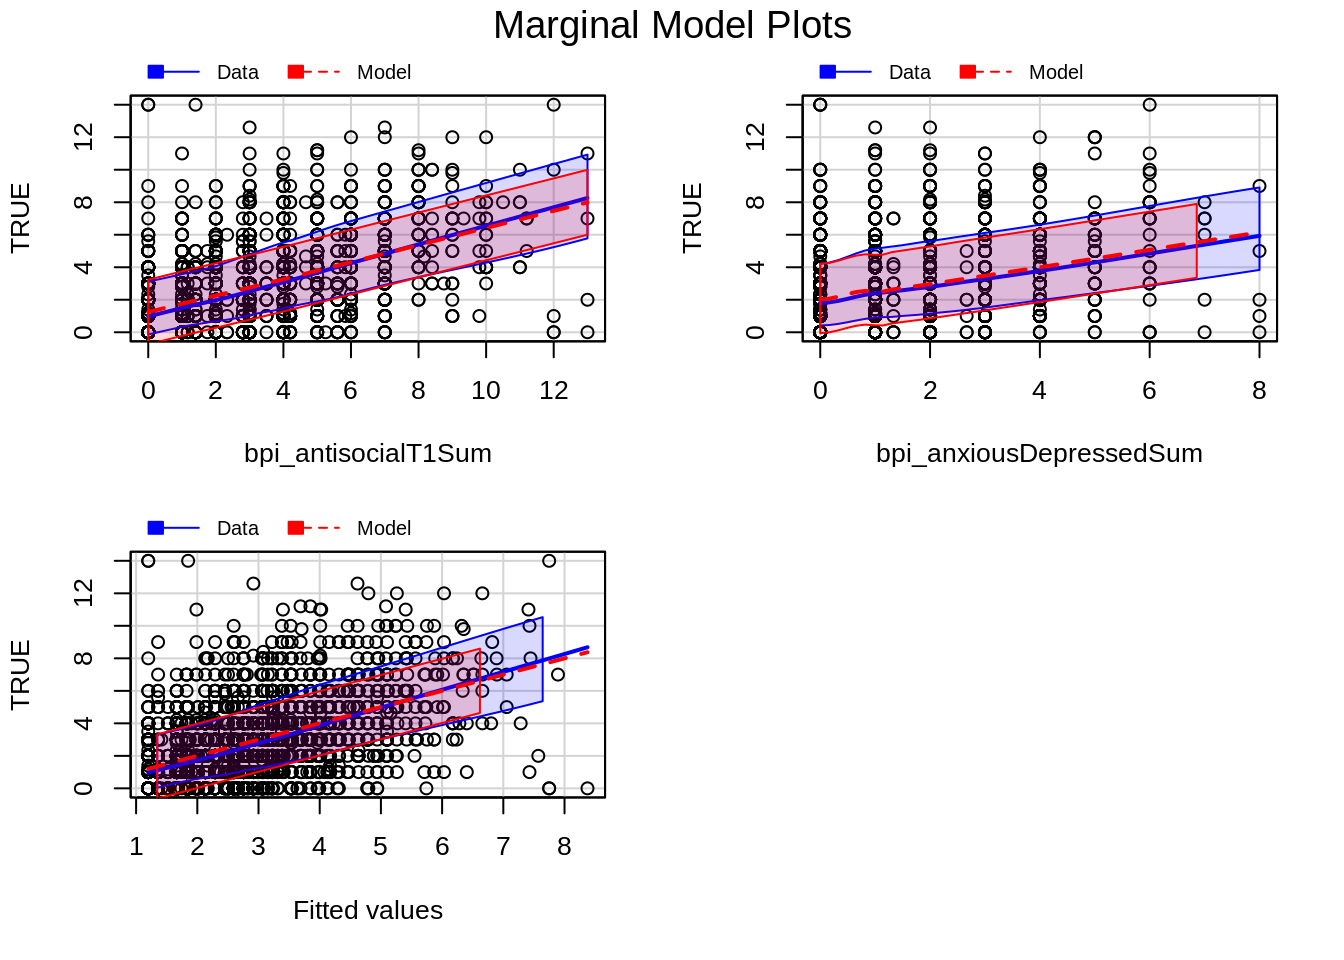 Marginal Model Plots
Data Model
TRUE
0 4 8 12
0 2 4 6 8 10 12
bpi_antisocialT1Sum
Data Model
TRUE
0 4 8 12
0 2 4 6 8
bpi_anxiousDepressedSum
Data Model
TRUE
0 4 8 12
1 2 3 4 5 6 7 8
Fitted values